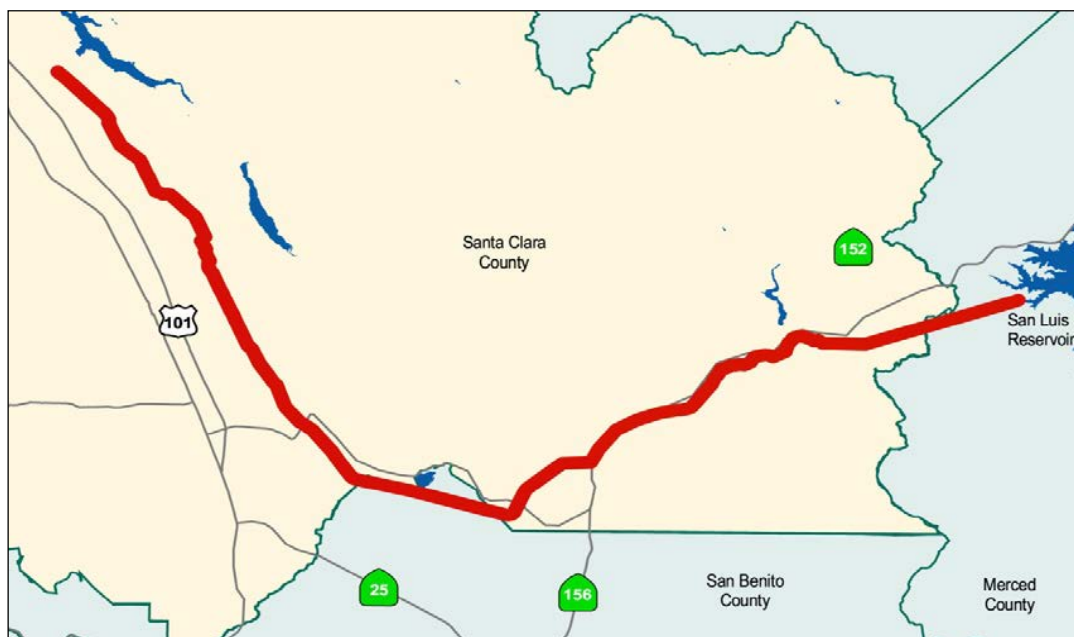 Santa Clara
County
152
San Luis
Reservoir
101
25
156
San Benito
County
Merced
County